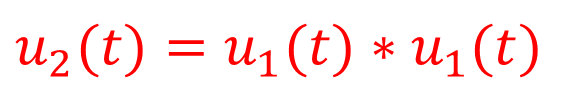 u₂(t) = u₁(t) ∗ u₁(t)